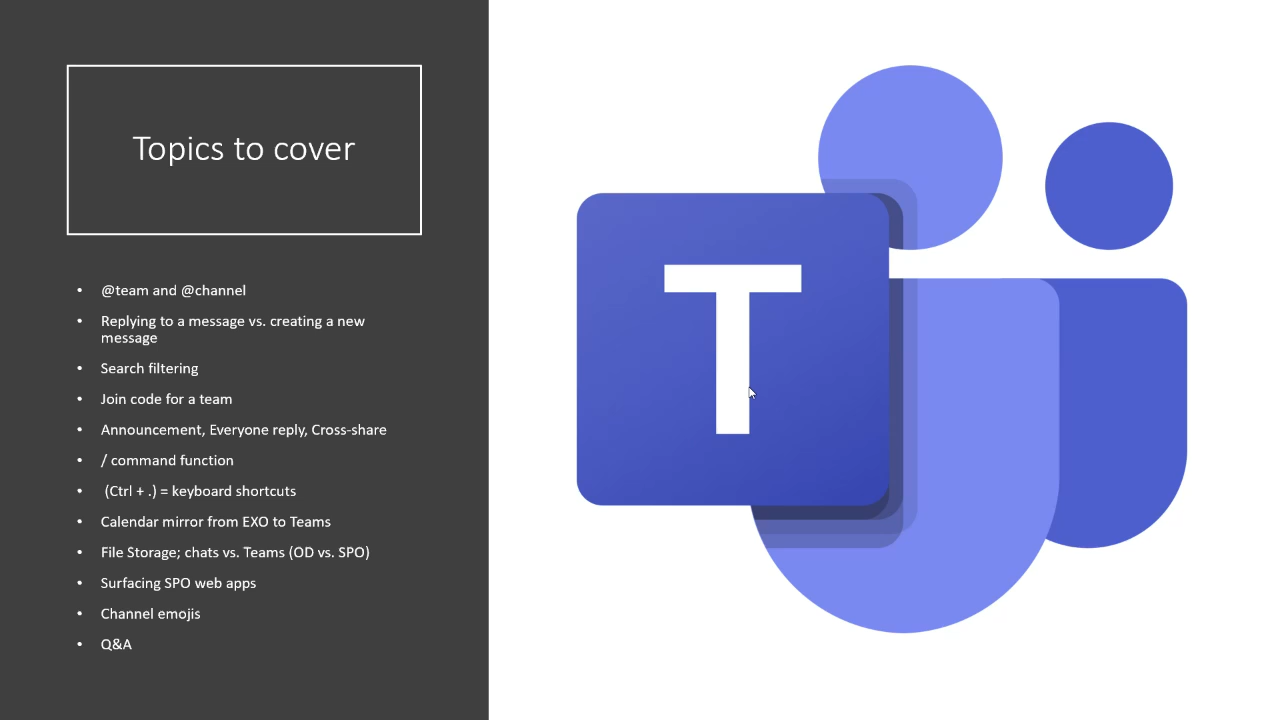 Topics to cover
• @team and @channel
• Replying to a message vs. creating a new
message
• Search filtering
• Join code for a team
• Announcement, Everyone reply, Cross-share
• / command function
• (Ctrl + .) = keyboard shortcuts
• Calendar mirror from EXO to Teams
• File Storage; chats vs. Teams (OD vs. SPO)
• Surfacing SPO web apps
• Channel emojis
• Q&A
T